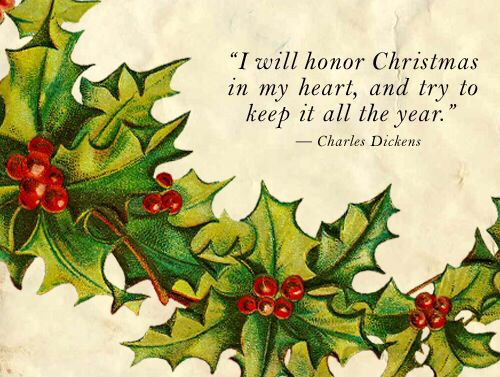 “I will honor Christmas
in my heart, and try to
keep it all the year.”
— Charles Dickens